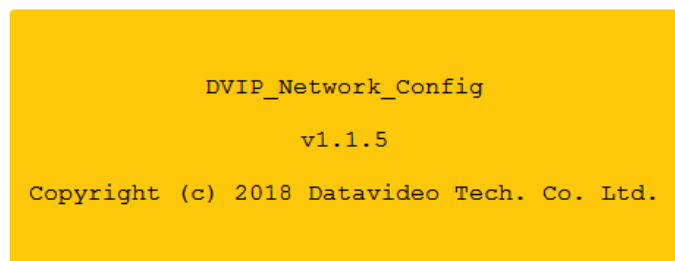 DVIP_Network_Config
v1.1.5
Copyright (c) 2018 Datavideo Tech. Co. Ltd.